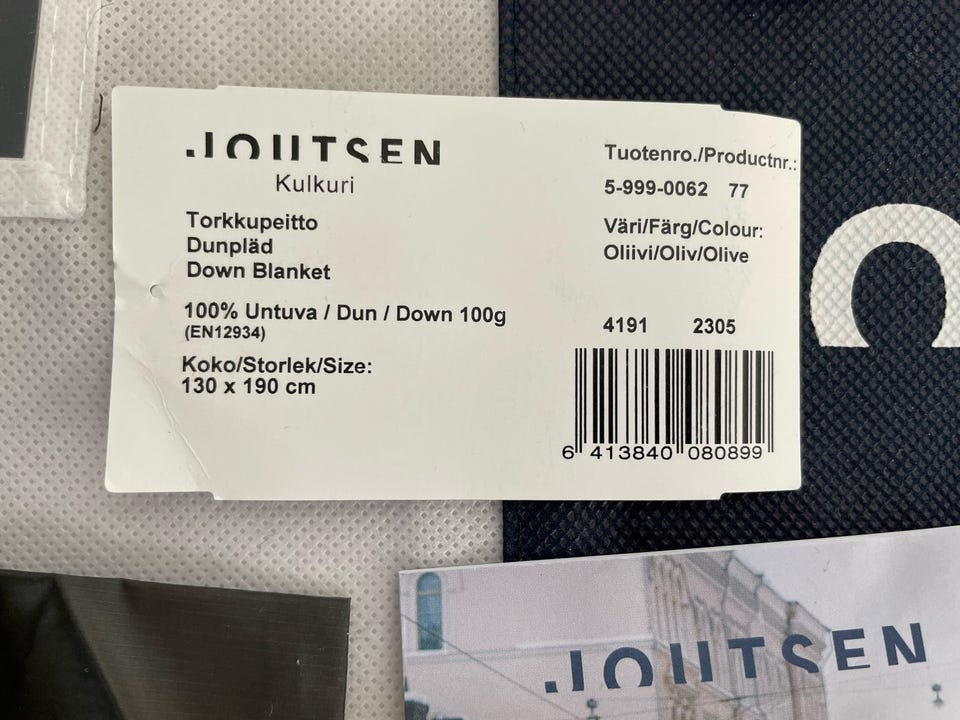 JOUTSEN
Kulkuri
Torkkupeitto
Dunpläd
Down Blanket
100% Untuva / Dun / Down 100g
(EN12934)
Koko/Storlek/Size:
130 x 190 cm
Tuotenro./Productnr.:
5-999-0062 77
Väri/Färg/Colour:
Oliivi/Oliv/Olive
4191 2305
6 413840 080899
JOUTSEN